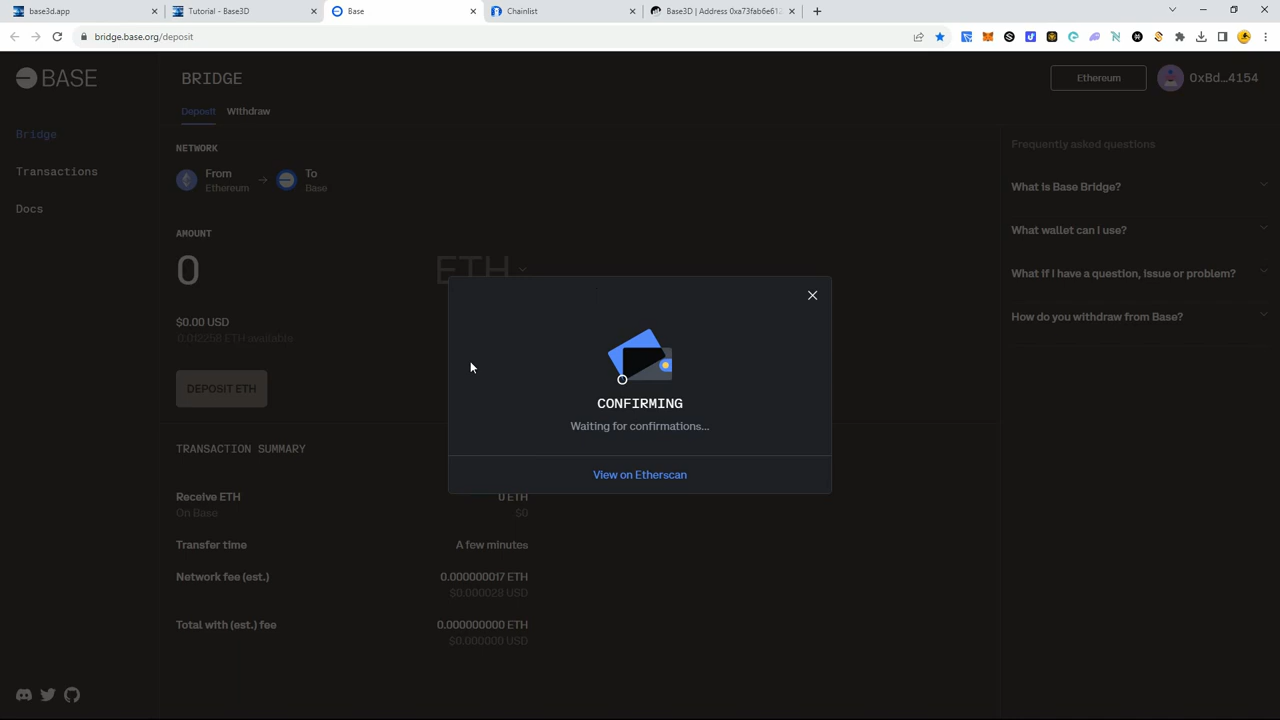 base3d.app
Tutorial - Base3D
Base
Chainlist
Base3D | Address 0xa73fab6e61
bridge.base.org/deposit
BASE
BRIDGE
Ethereum
0xBd...4154
Deposit
Withdraw
Bridge
Transactions
Docs
NETWORK
From
Ethereum
To
Base
AMOUNT
0
ETH
$0.00 USD
0.012258 ETH available
DEPOSIT ETH
CONFIRMING
Waiting for confirmations...
View on Etherscan
TRANSACTION SUMMARY
Receive ETH
0 ETH
On Base
$0
Transfer time
A few minutes
Network fee (est.)
0.000000017 ETH
$0.000028 USD
Total with (est.) fee
0.000000000 ETH
$0.000000 USD
Frequently asked questions
What is Base Bridge?
What wallet can I use?
What if I have a question, issue or problem?
How do you withdraw from Base?